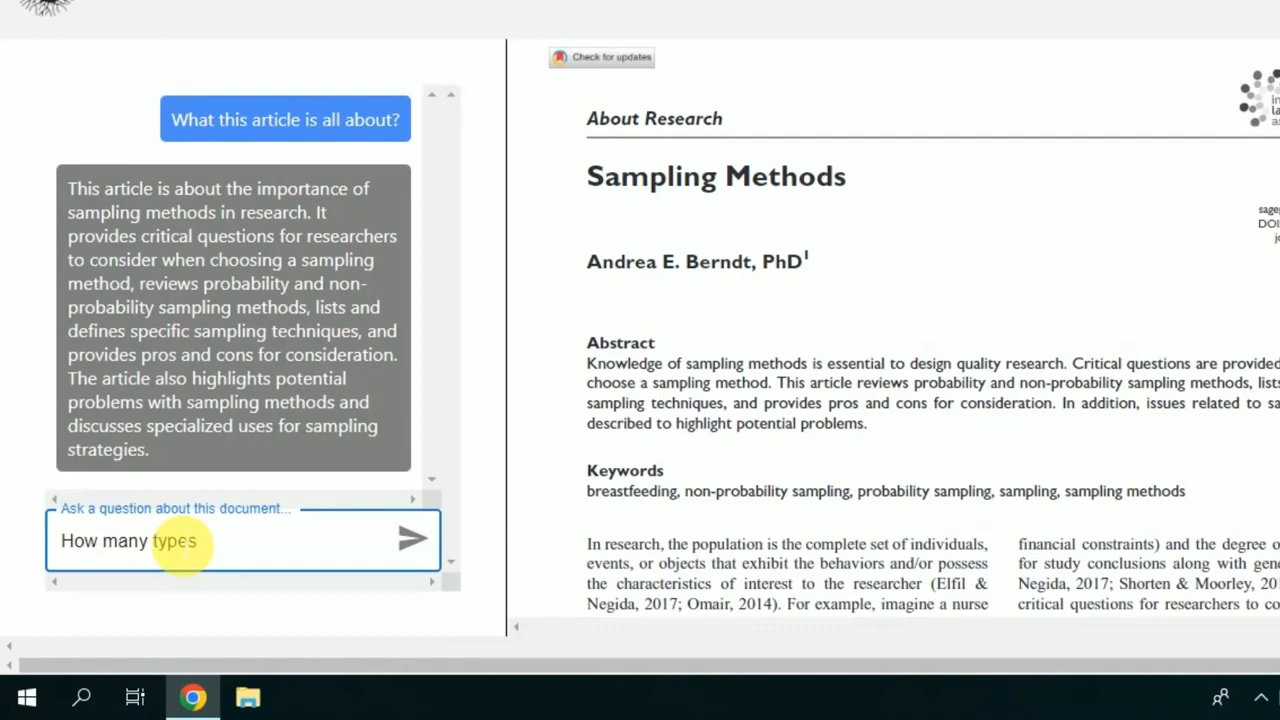 What this article is all about?
This article is about the importance of
sampling methods in research. It
provides critical questions for researchers
to consider when choosing a sampling
method, reviews probability and non-
probability sampling methods, lists and
defines specific sampling techniques, and
provides pros and cons for consideration.
The article also highlights potential
problems with sampling methods and
discusses specialized uses for sampling
strategies.
Ask a question about this document...
How many types
Check for updates
About Research
Sampling Methods
Andrea E. Berndt, PhD1
Abstract
Knowledge of sampling methods is essential to design quality research. Critical questions are provided
choose a sampling method. This article reviews probability and non-probability sampling methods, lists
sampling techniques, and provides pros and cons for consideration. In addition, issues related to sa
described to highlight potential problems.
Keywords
breastfeeding, non-probability sampling, probability sampling, sampling, sampling methods
In research, the population is the complete set of individuals,
events, or objects that exhibit the behaviors and/or possess
the characteristics of interest to the researcher (Elfil &
Negida, 2017; Omair, 2014). For example, imagine a nurse
financial constraints) and the degree o
for study conclusions along with gene
Negida, 2017; Shorten & Moorley, 20
critical questions for researchers to co
in
la
as
sage
DOI
jo